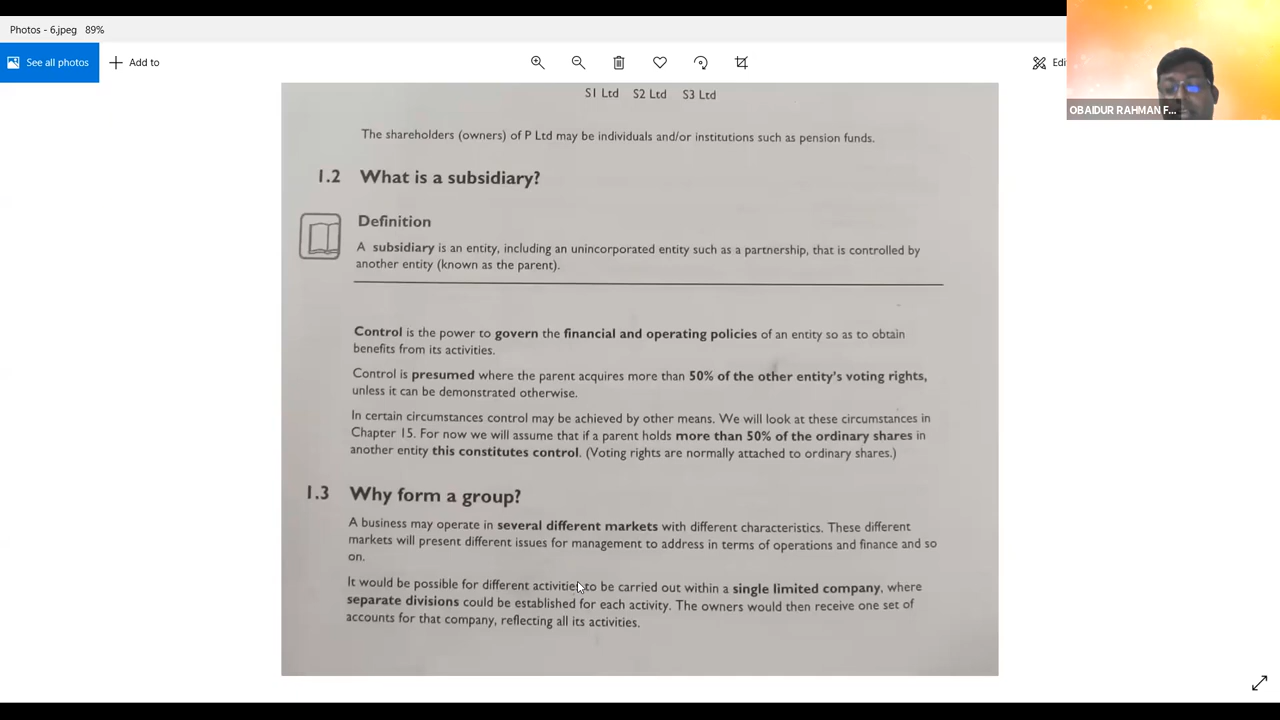 Photos - 6.jpeg 89%
See all photos
Add to
OBAIDUR RAHMAN F...
S1 Ltd S2 Ltd S3 Ltd
The shareholders (owners) of P Ltd may be individuals and/or institutions such as pension funds.
1.2 What is a subsidiary?
Definition
A subsidiary is an entity, including an unincorporated entity such as a partnership, that is controlled by
another entity (known as the parent).
Control is the power to govern the financial and operating policies of an entity so as to obtain
benefits from its activities.
Control is presumed where the parent acquires more than 50% of the other entity's voting rights,
unless it can be demonstrated otherwise.
In certain circumstances control may be achieved by other means. We will look at these circumstances in
Chapter 15. For now we will assume that if a parent holds more than 50% of the ordinary shares in
another entity this constitutes control. (Voting rights are normally attached to ordinary shares.)
1.3 Why form a group?
A business may operate in several different markets with different characteristics. These different
markets will present different issues for management to address in terms of operations and finance and so
on.
It would be possible for different activities to be carried out within a single limited company, where
separate divisions could be established for each activity. The owners would then receive one set of
accounts for that company, reflecting all its activities.